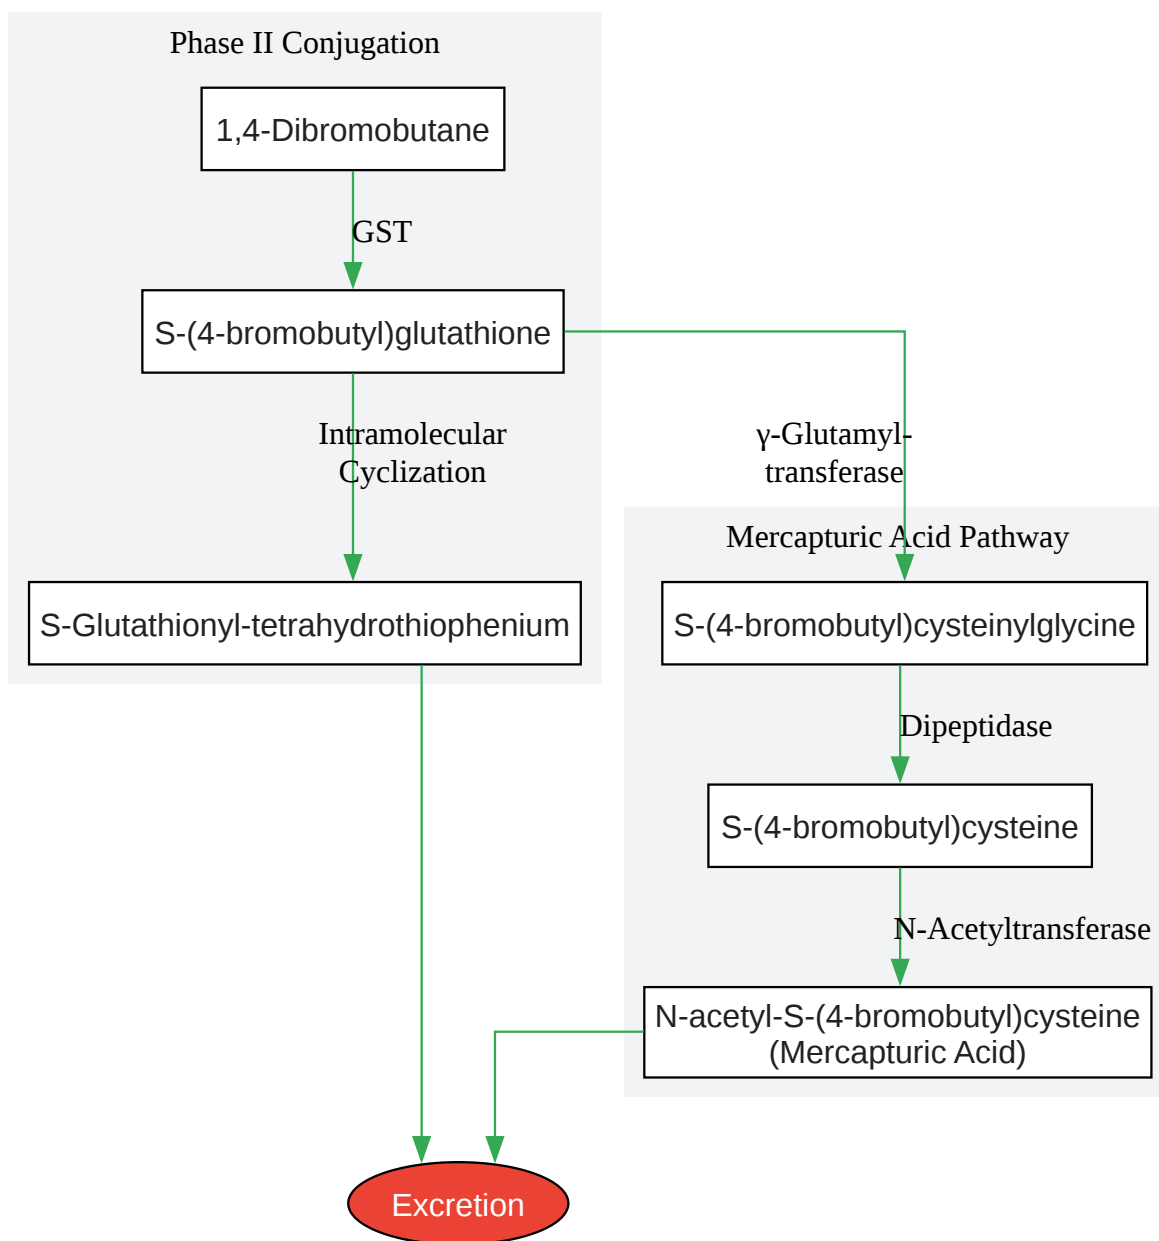 Phase II Conjugation
1,4-Dibromobutane
GST
S-(4-bromobutyl)glutathione
Intramolecular
Cyclization
γ-Glutamyl-
transferase
Mercapturic Acid Pathway
S-Glutathionyl-tetrahydrothiophenium
S-(4-bromobutyl)cysteinylglycine
Dipeptidase
S-(4-bromobutyl)cysteine
N-Acetyltransferase
N-acetyl-S-(4-bromobutyl)cysteine
(Mercapturic Acid)
Excretion